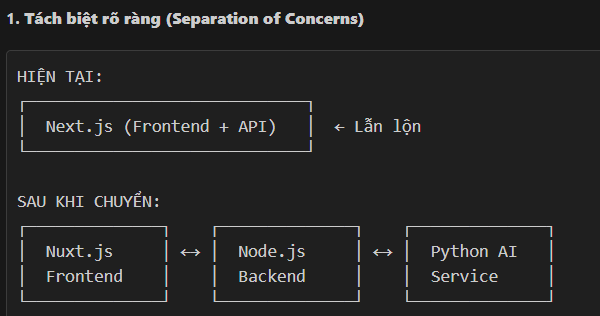 1. Tách biệt rõ ràng (Separation of Concerns)
HIỆN TẠI:
Next.js (Frontend + API) ← Lẫn lộn
SAU KHI CHUYỂN:
Nuxt.js ↔ Node.js ↔ Python AI
Frontend Backend Service